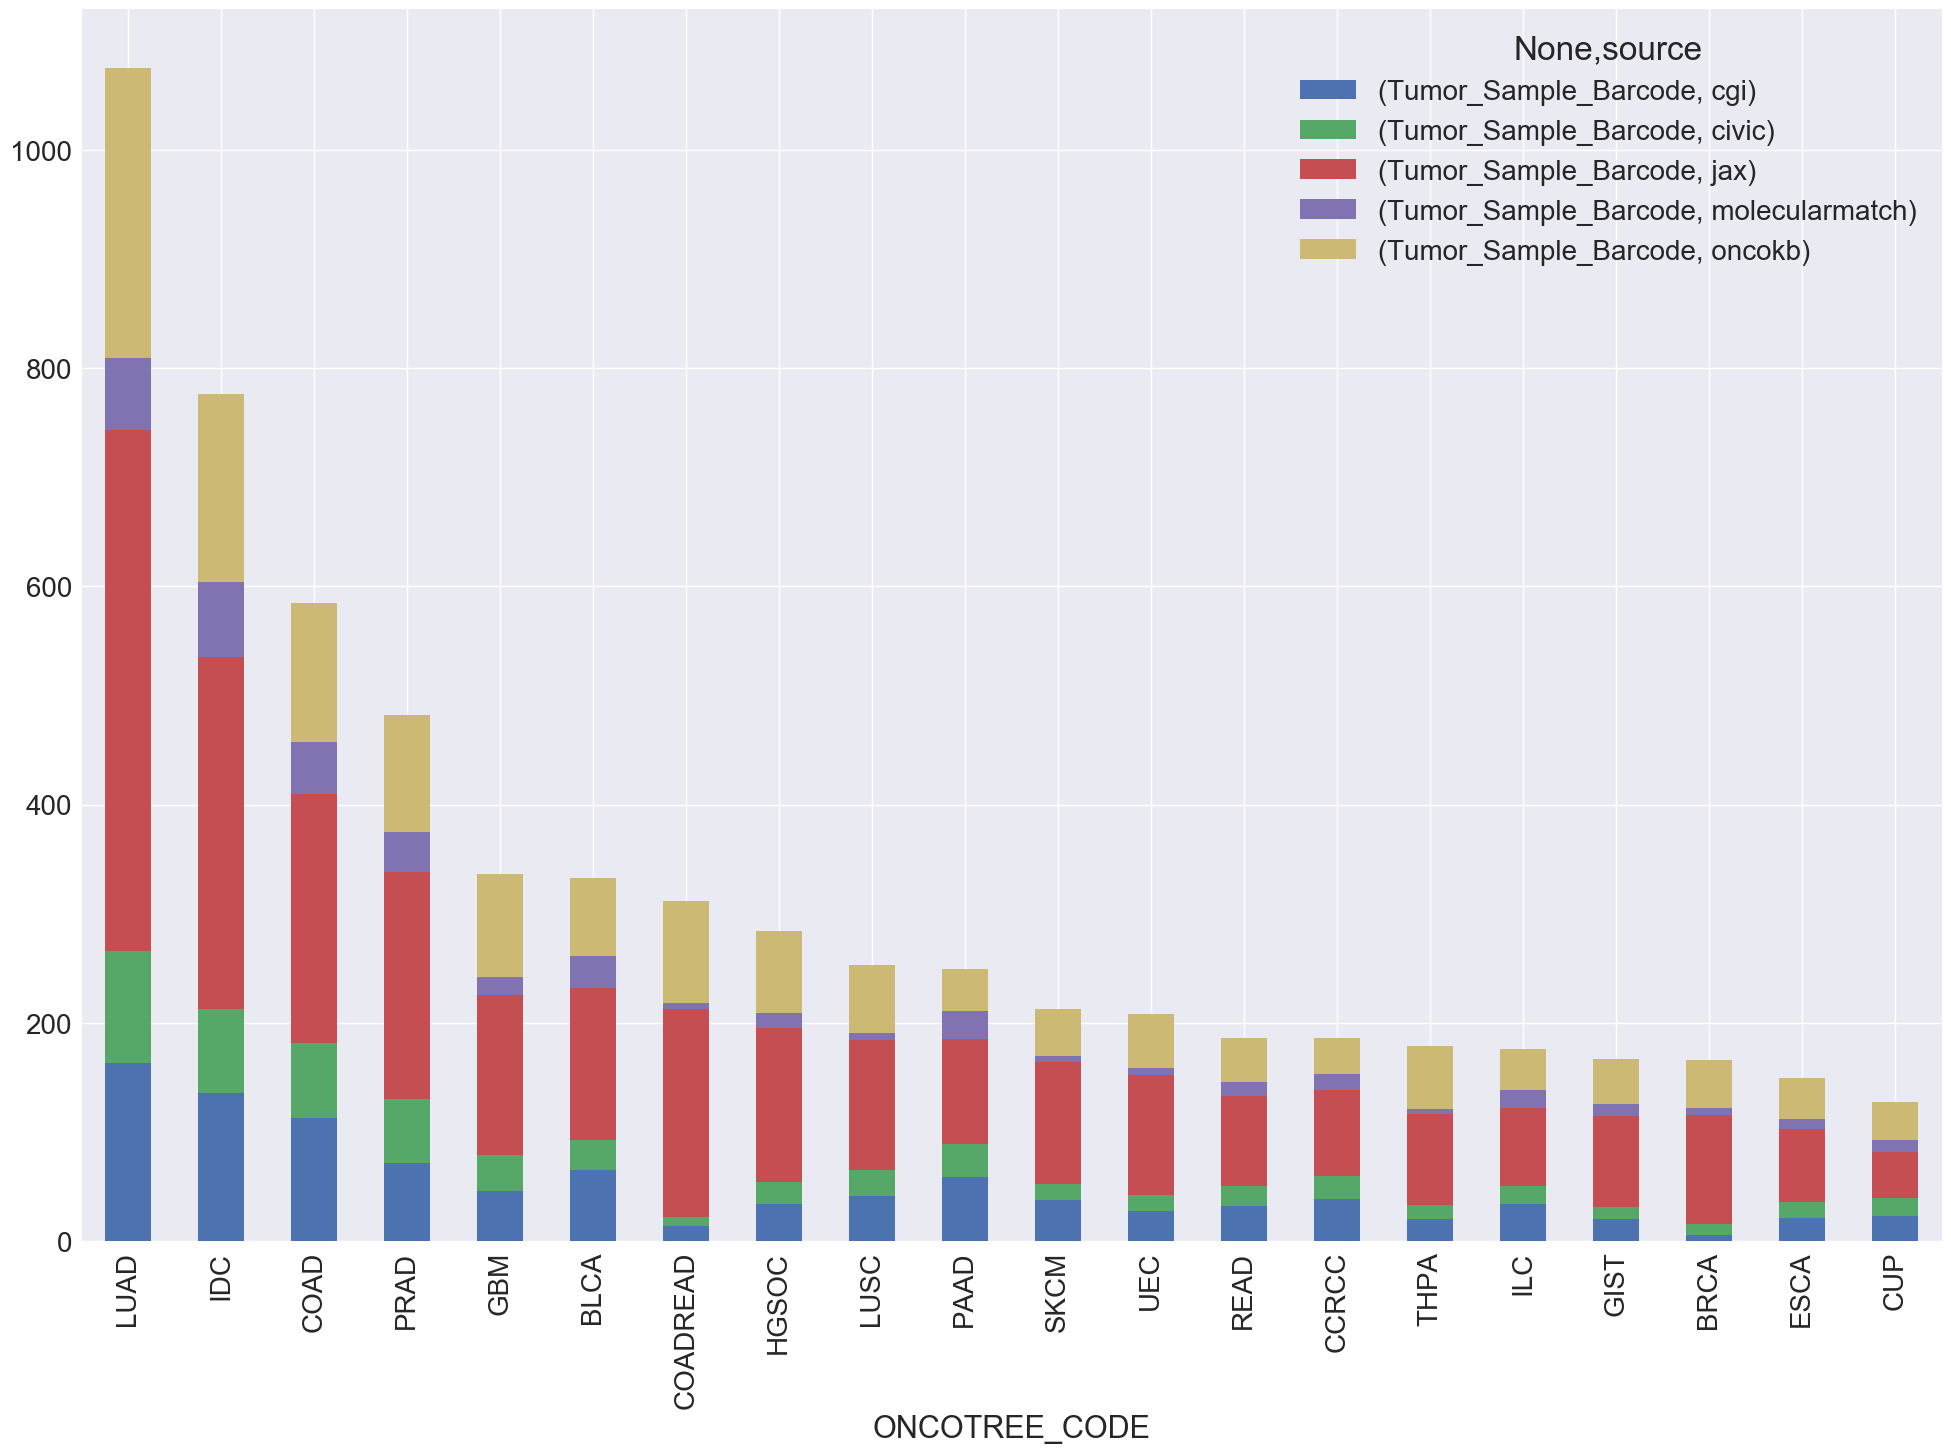 None,source
(Tumor_Sample_Barcode, cgi)
(Tumor_Sample_Barcode, civic)
(Tumor_Sample_Barcode, jax)
(Tumor_Sample_Barcode, molecularmatch)
(Tumor_Sample_Barcode, oncokb)
1000
800
600
400
200
0
LUAD
IDC
COAD
PRAD
GBM
BLCA
COADREAD
HGSOC
LUSC
PAAD
SKCM
UEC
READ
CCRCC
THPA
ILC
GIST
BRCA
ESCA
CUP
ONCOTREE_CODE